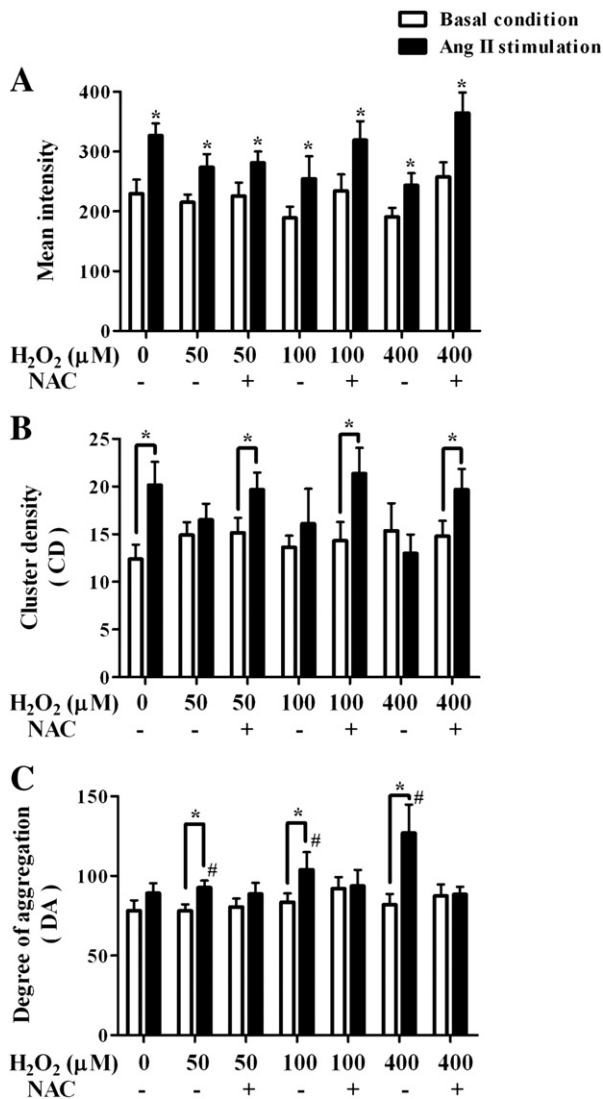 Basal condition
Ang II stimulation
A
Mean intensity
400
300
200
100
0
* * * * * * *
H₂O₂ (μM) 0 50 50 100 100 400 400
NAC - - + - + - +
B
Cluster density
( CD )
25
20
15
10
5
0
* * * *
H₂O₂ (μM) 0 50 50 100 100 400 400
NAC - - + - + - +
C
Degree of aggregation
( DA )
150
100
50
0
* # * # * #
H₂O₂ (μM) 0 50 50 100 100 400 400
NAC - - + - + - +